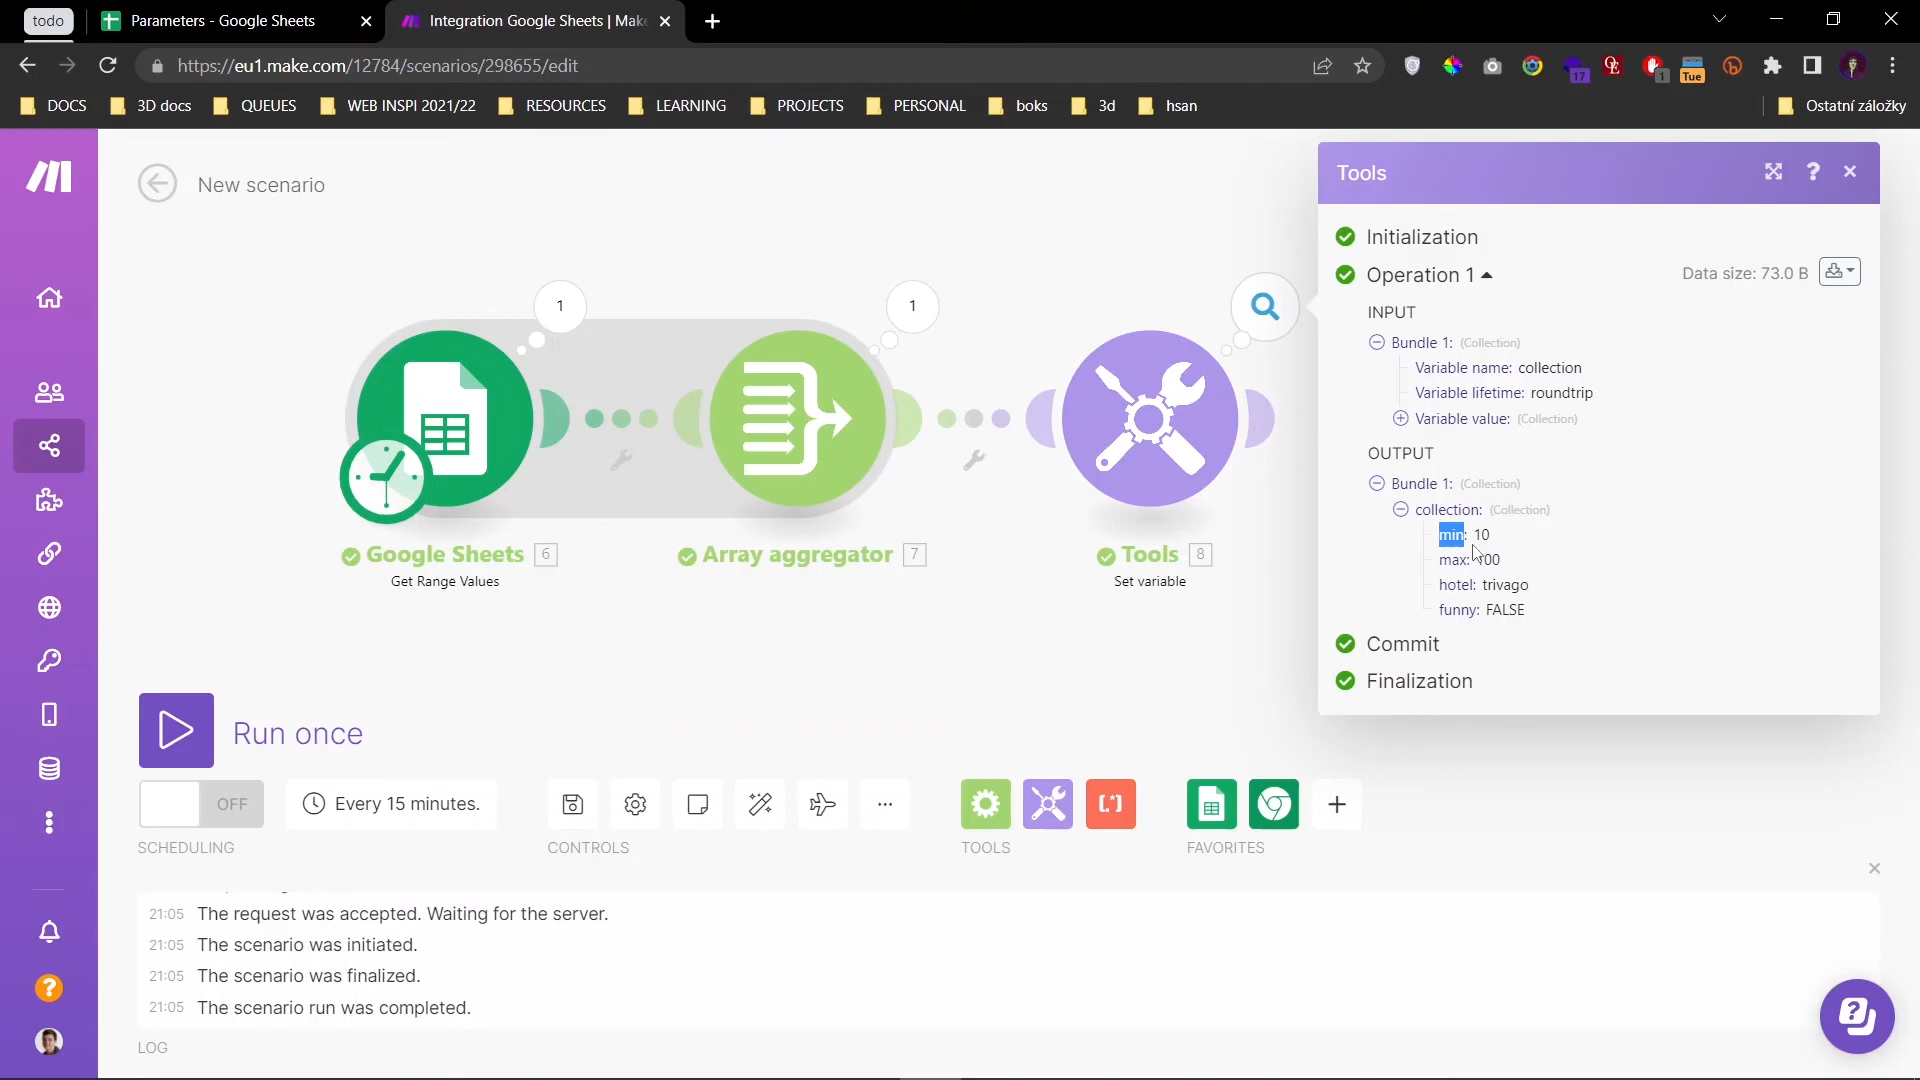 todo
Parameters - Google Sheets
Integration Google Sheets | Make
https://eu1.make.com/12784/scenarios/298655/edit
17
1
Tue
DOCS
3D docs
QUEUES
WEB INSPI 2021/22
RESOURCES
LEARNING
PROJECTS
PERSONAL
boks
3d
hsan
Ostatní záložky
New scenario
Tools
Initialization
Operation 1
Data size: 73.0 B
INPUT
Bundle 1: (Collection)
Variable name: collection
Variable lifetime: roundtrip
Variable value: (Collection)
OUTPUT
Bundle 1: (Collection)
collection: (Collection)
min: 10
max: 100
hotel: trivago
funny: FALSE
Commit
Finalization
1
1
Google Sheets 6
Get Range Values
Array aggregator 7
Tools 8
Set variable
Run once
OFF
Every 15 minutes.
SCHEDULING
CONTROLS
TOOLS
FAVORITES
21:05 The request was accepted. Waiting for the server.
21:05 The scenario was initiated.
21:05 The scenario was finalized.
21:05 The scenario run was completed.
LOG